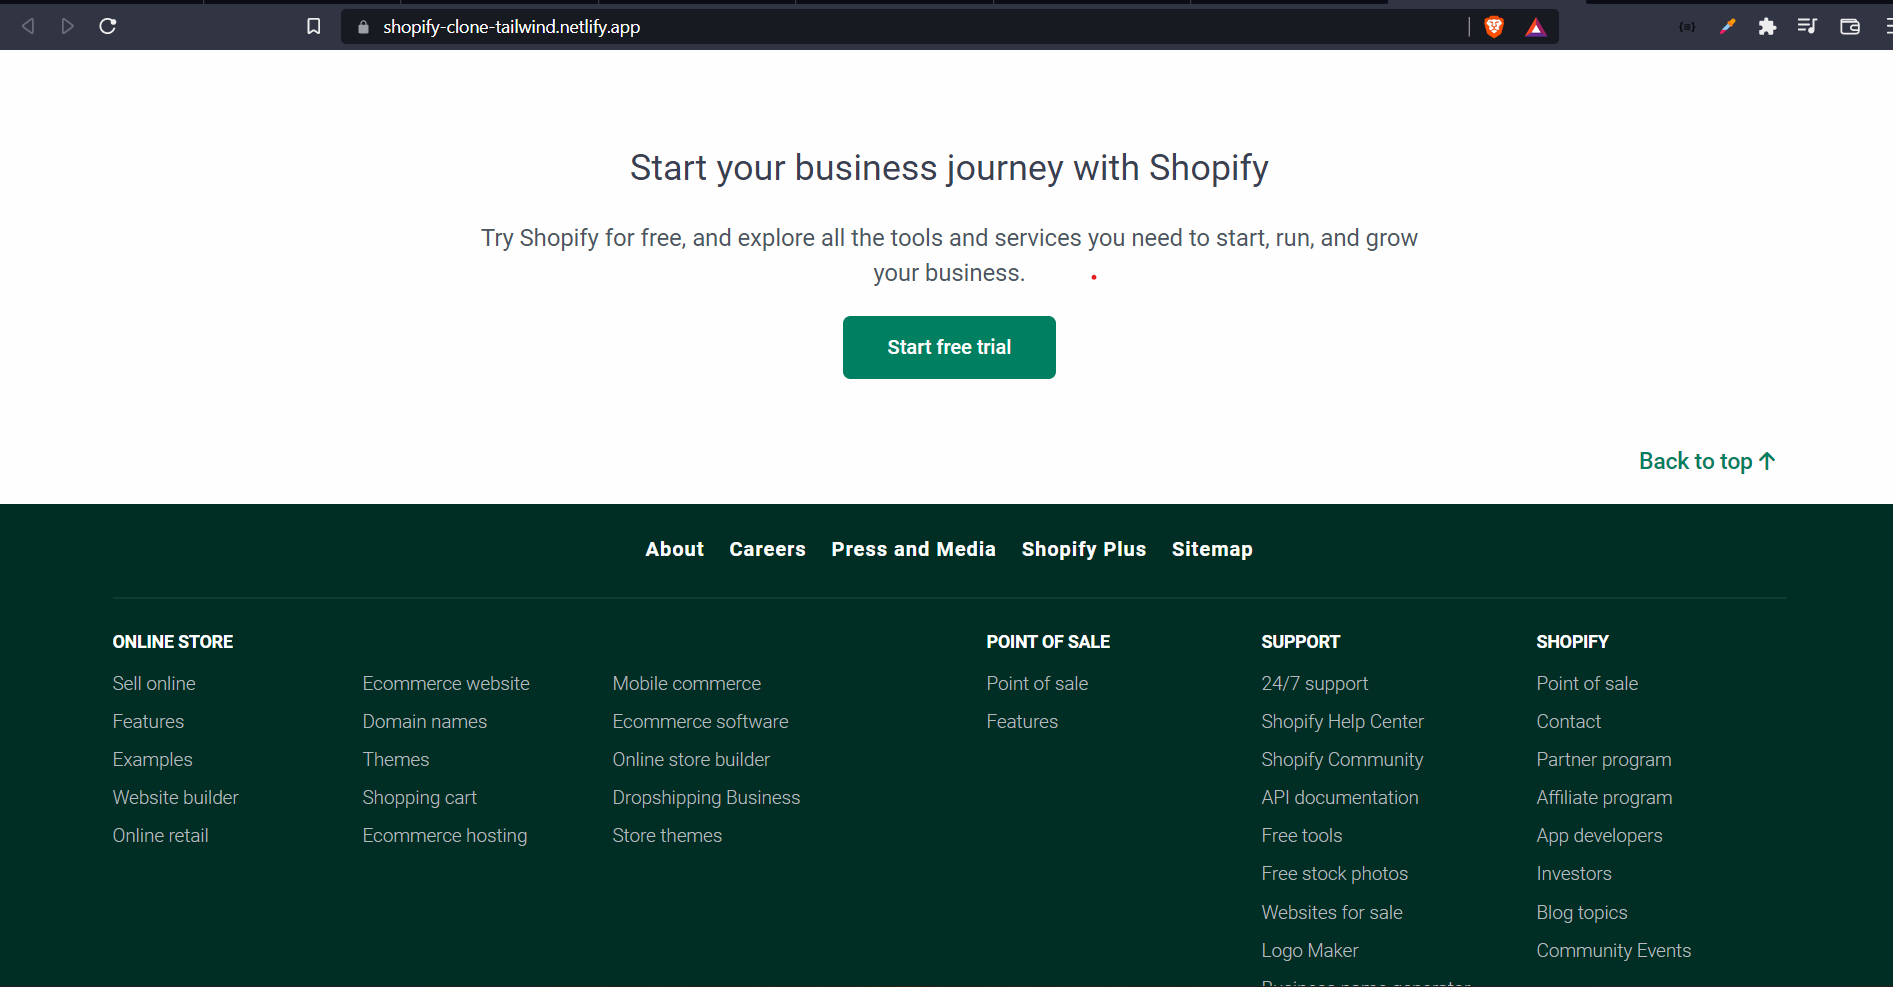 shopify-clone-tailwind.netlify.app
Start your business journey with Shopify
Try Shopify for free, and explore all the tools and services you need to start, run, and grow
your business.
Start free trial
Back to top
About Careers Press and Media Shopify Plus Sitemap
ONLINE STORE
Sell online
Features
Examples
Website builder
Online retail
Ecommerce website
Domain names
Themes
Shopping cart
Ecommerce hosting
Mobile commerce
Ecommerce software
Online store builder
Dropshipping Business
Store themes
POINT OF SALE
Point of sale
Features
SUPPORT
24/7 support
Shopify Help Center
Shopify Community
API documentation
Free tools
Free stock photos
Websites for sale
Logo Maker
Business name generator
SHOPIFY
Point of sale
Contact
Partner program
Affiliate program
App developers
Investors
Blog topics
Community Events